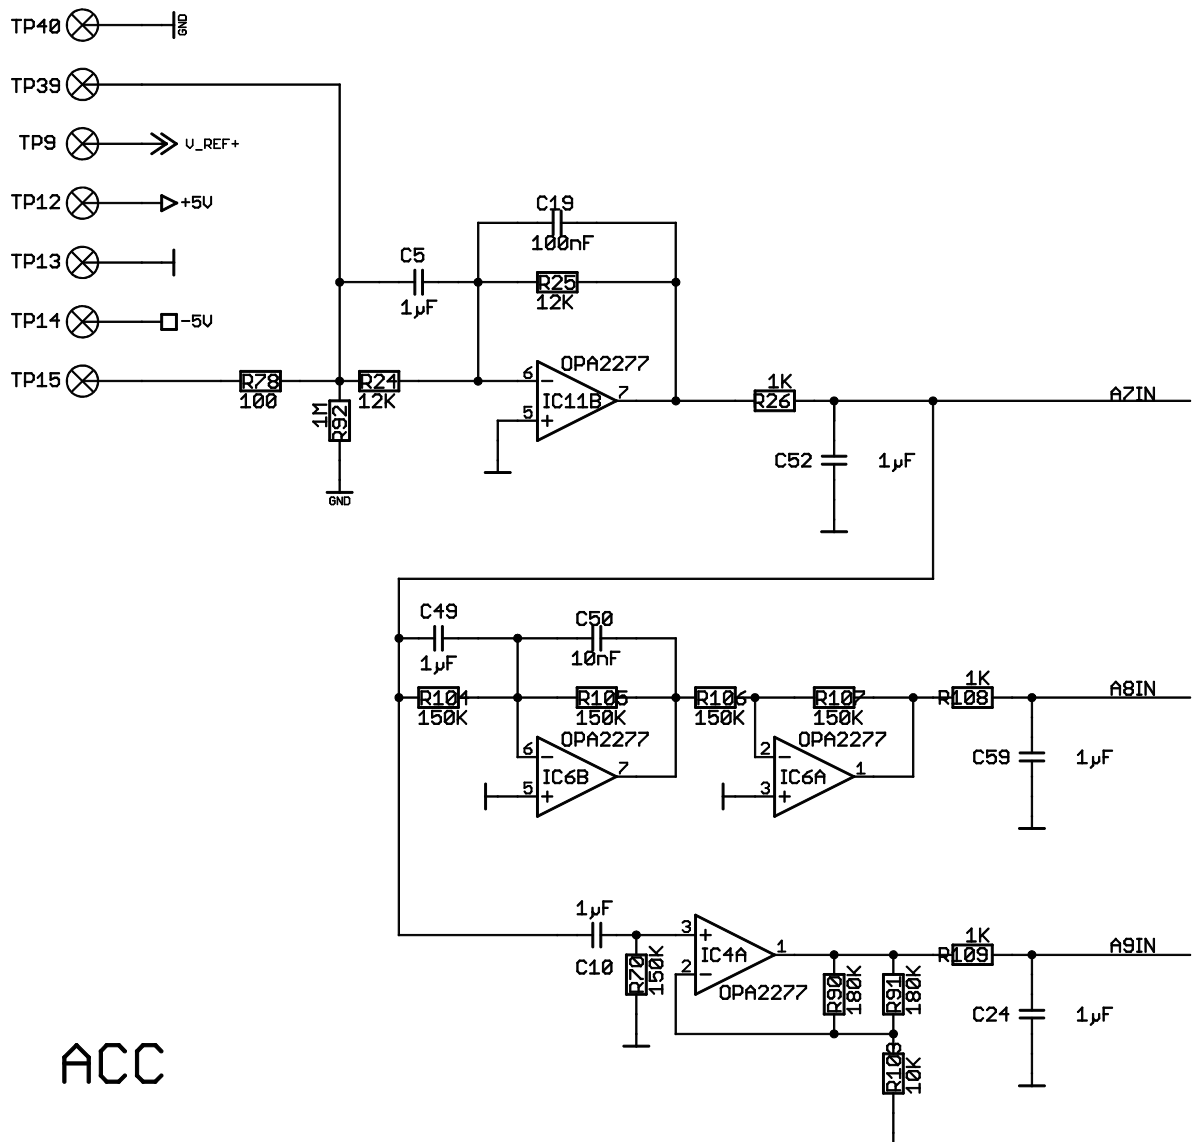 TP40 GND
TP39
TP9 V_REF+
TP12 +5V
TP13
TP14 -5V
TP15
C19
100nF
C5
1µF
R25
12K
R78
100
R24
12K
1M
R92
GND
OPA2277
6
7
IC11B
5
1K
R26
A7IN
C52 1µF
C49
1µF
C50
10nF
R104
150K
R105
150K
R106
150K
R107
150K
1K
R108
A8IN
OPA2277
6
7
IC6B
5
OPA2277
2
1
IC6A
3
C59 1µF
1µF
C10
R70
150K
3
1
IC4A
2
OPA2277
R90
180K
R91
180K
R103
10K
1K
R109
A9IN
C24 1µF
ACC